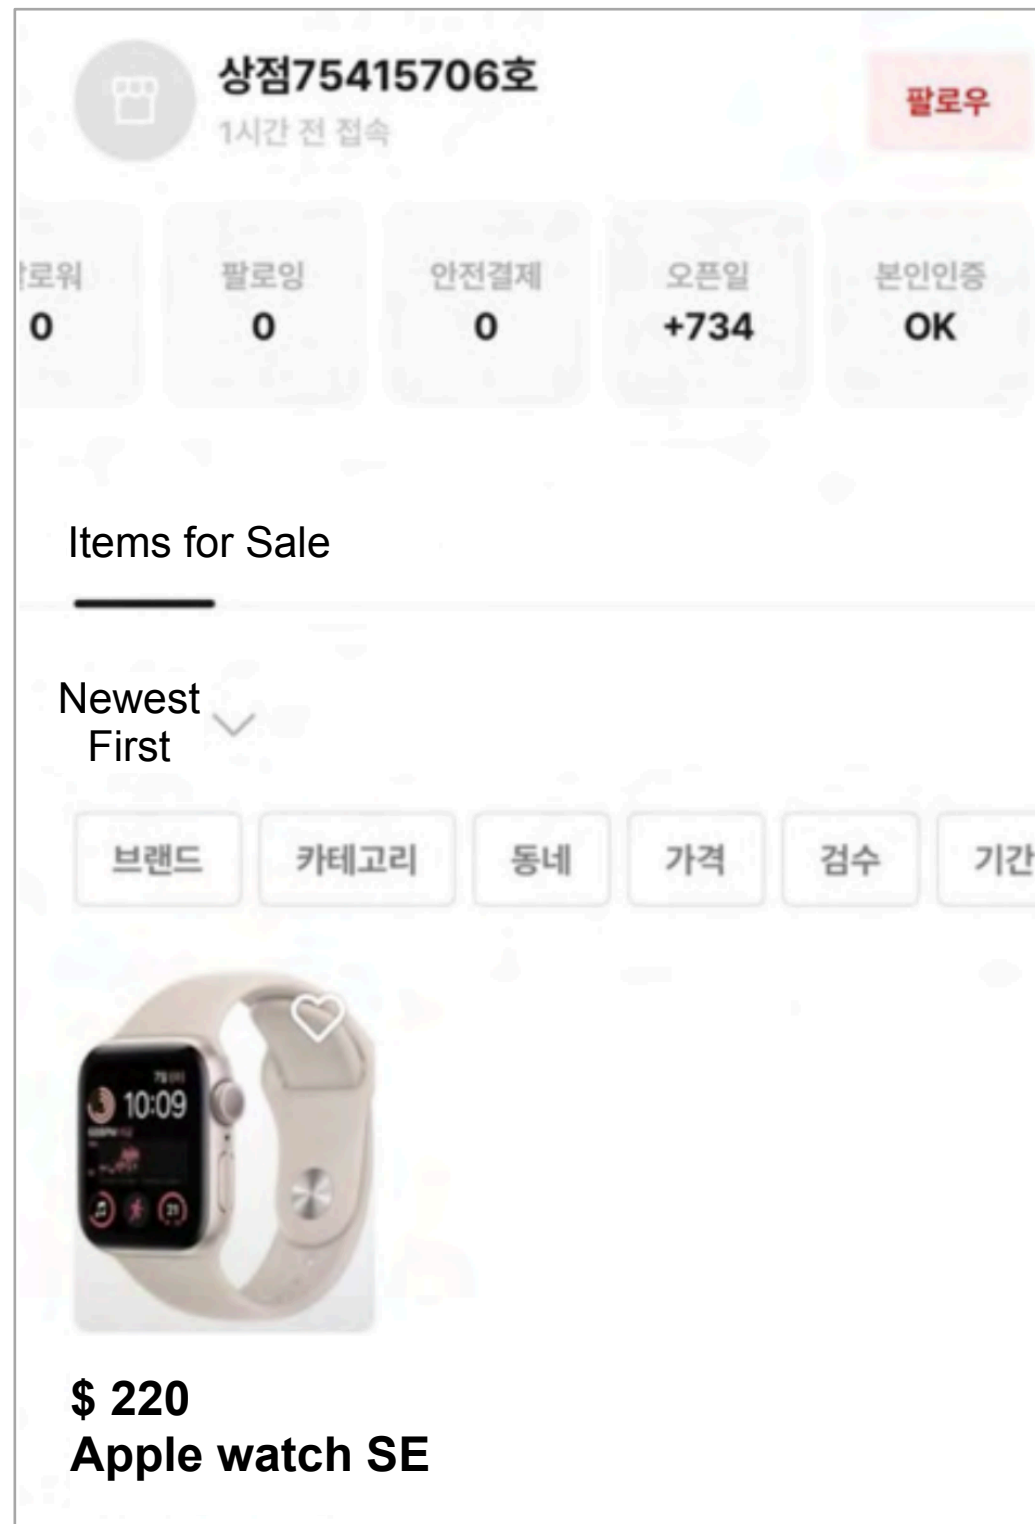 상점75415706호
팔로우
1시간 전 접속
팔로잉 안전결제 오픈일 본인인증
0 0 0 +734 OK
Items for Sale
Newest
First
브랜드 카테고리 동네 가격 검수 기간
10:09
21
$ 220
Apple watch SE